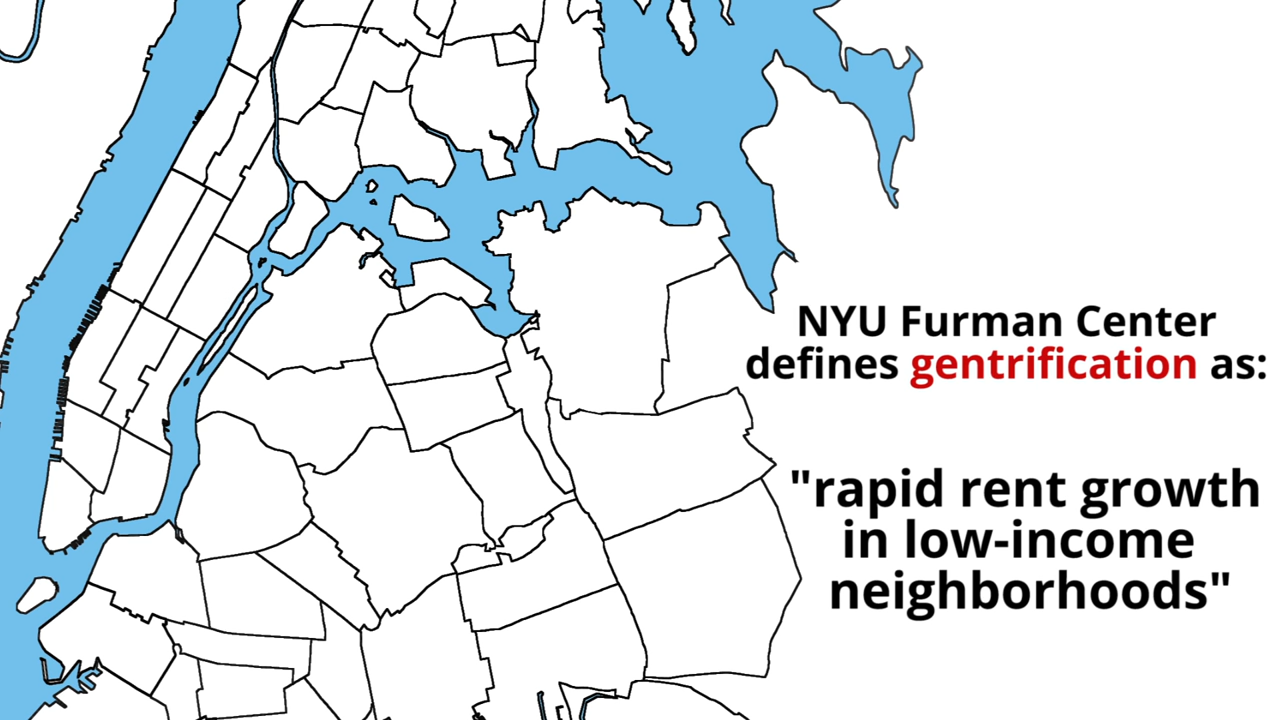 NYU Furman Center
defines gentrification as:
"rapid rent growth
in low-income
neighborhoods"